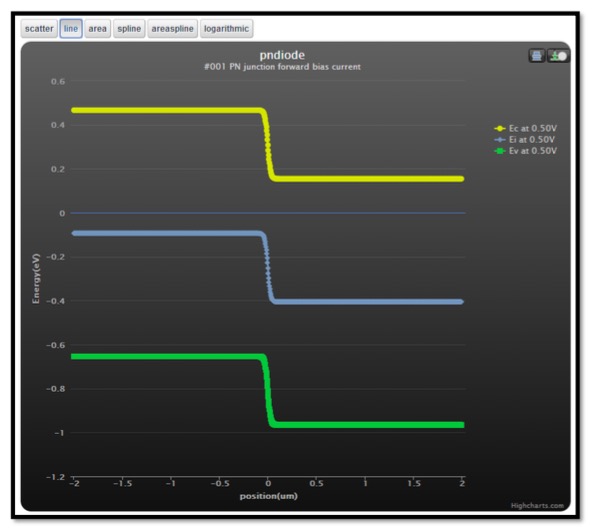 scatter line area spline areaspline logarithmic
pndiode
#001 PN junction forward bias current
0.6
0.4
0.2
0
-0.2
-0.4
-0.6
-0.8
-1
-1.2
Energy(eV)
Ec at 0.50V
Ei at 0.50V
Ev at 0.50V
-2 -1.5 -1 -0.5 0 0.5 1 1.5 2
position(um)
Highcharts.com